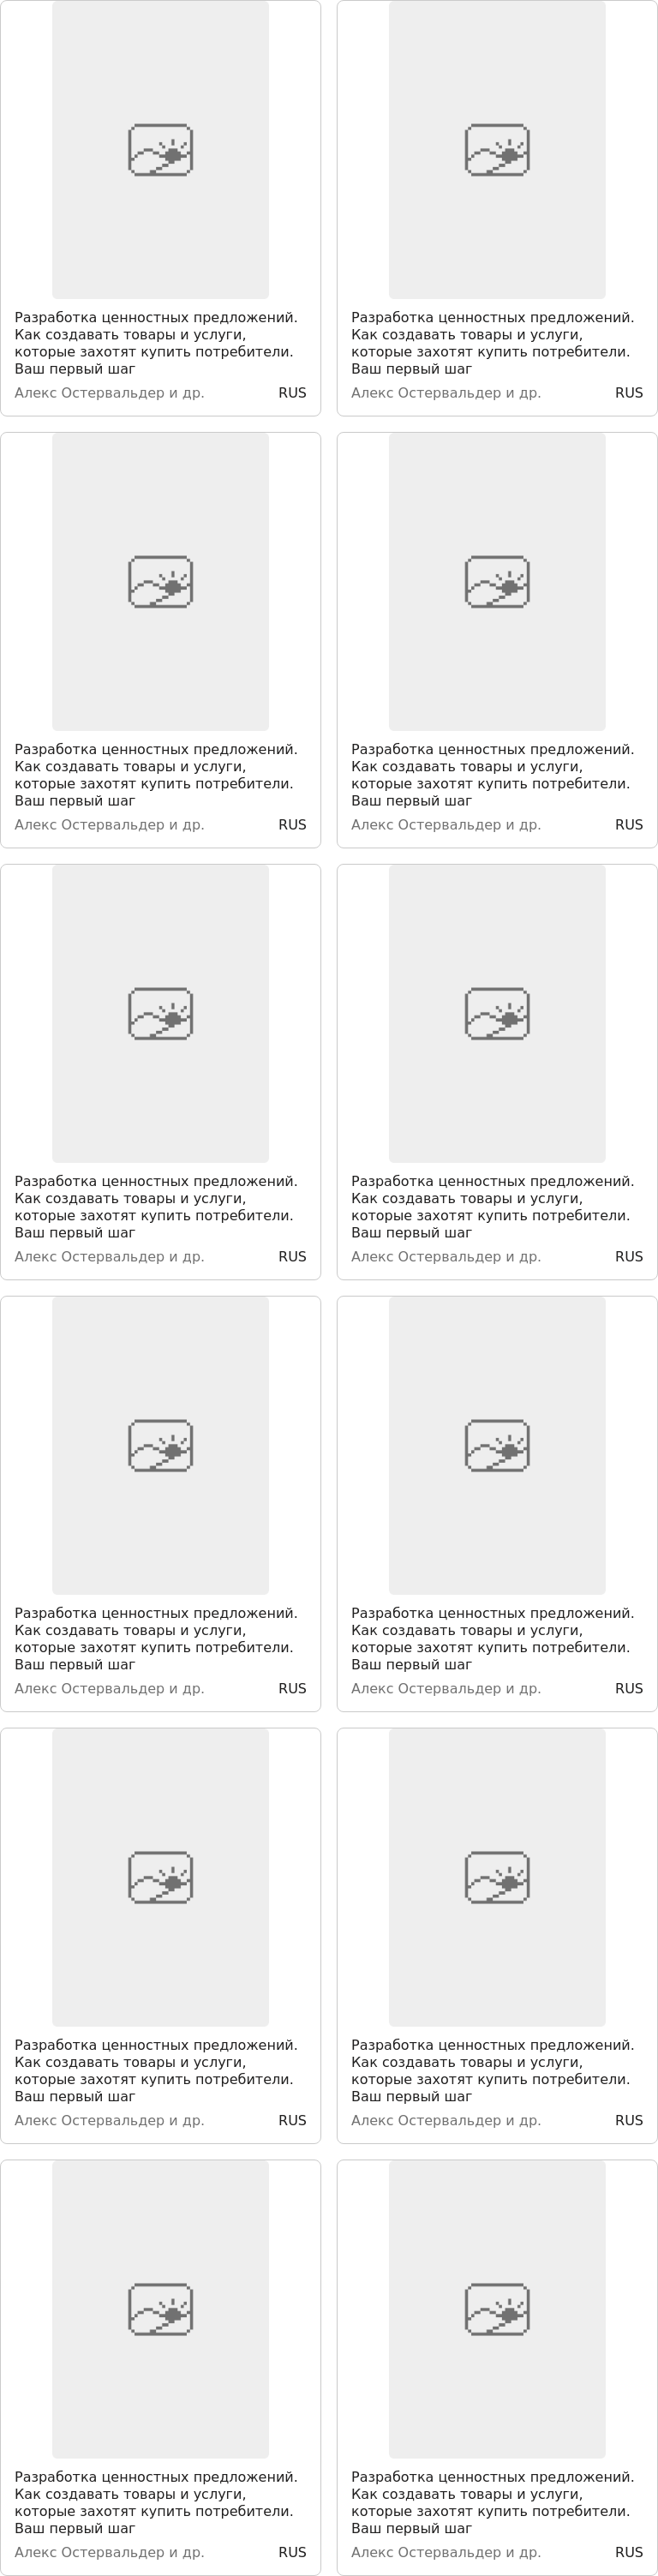 Разработка ценностных предложений.
Как создавать товары и услуги,
которые захотят купить потребители.
Ваш первый шаг
Алекс Остервальдер и др. RUS
Разработка ценностных предложений.
Как создавать товары и услуги,
которые захотят купить потребители.
Ваш первый шаг
Алекс Остервальдер и др. RUS
Разработка ценностных предложений.
Как создавать товары и услуги,
которые захотят купить потребители.
Ваш первый шаг
Алекс Остервальдер и др. RUS
Разработка ценностных предложений.
Как создавать товары и услуги,
которые захотят купить потребители.
Ваш первый шаг
Алекс Остервальдер и др. RUS
Разработка ценностных предложений.
Как создавать товары и услуги,
которые захотят купить потребители.
Ваш первый шаг
Алекс Остервальдер и др. RUS
Разработка ценностных предложений.
Как создавать товары и услуги,
которые захотят купить потребители.
Ваш первый шаг
Алекс Остервальдер и др. RUS
Разработка ценностных предложений.
Как создавать товары и услуги,
которые захотят купить потребители.
Ваш первый шаг
Алекс Остервальдер и др. RUS
Разработка ценностных предложений.
Как создавать товары и услуги,
которые захотят купить потребители.
Ваш первый шаг
Алекс Остервальдер и др. RUS
Разработка ценностных предложений.
Как создавать товары и услуги,
которые захотят купить потребители.
Ваш первый шаг
Алекс Остервальдер и др. RUS
Разработка ценностных предложений.
Как создавать товары и услуги,
которые захотят купить потребители.
Ваш первый шаг
Алекс Остервальдер и др. RUS
Разработка ценностных предложений.
Как создавать товары и услуги,
которые захотят купить потребители.
Ваш первый шаг
Алекс Остервальдер и др. RUS
Разработка ценностных предложений.
Как создавать товары и услуги,
которые захотят купить потребители.
Ваш первый шаг
Алекс Остервальдер и др. RUS